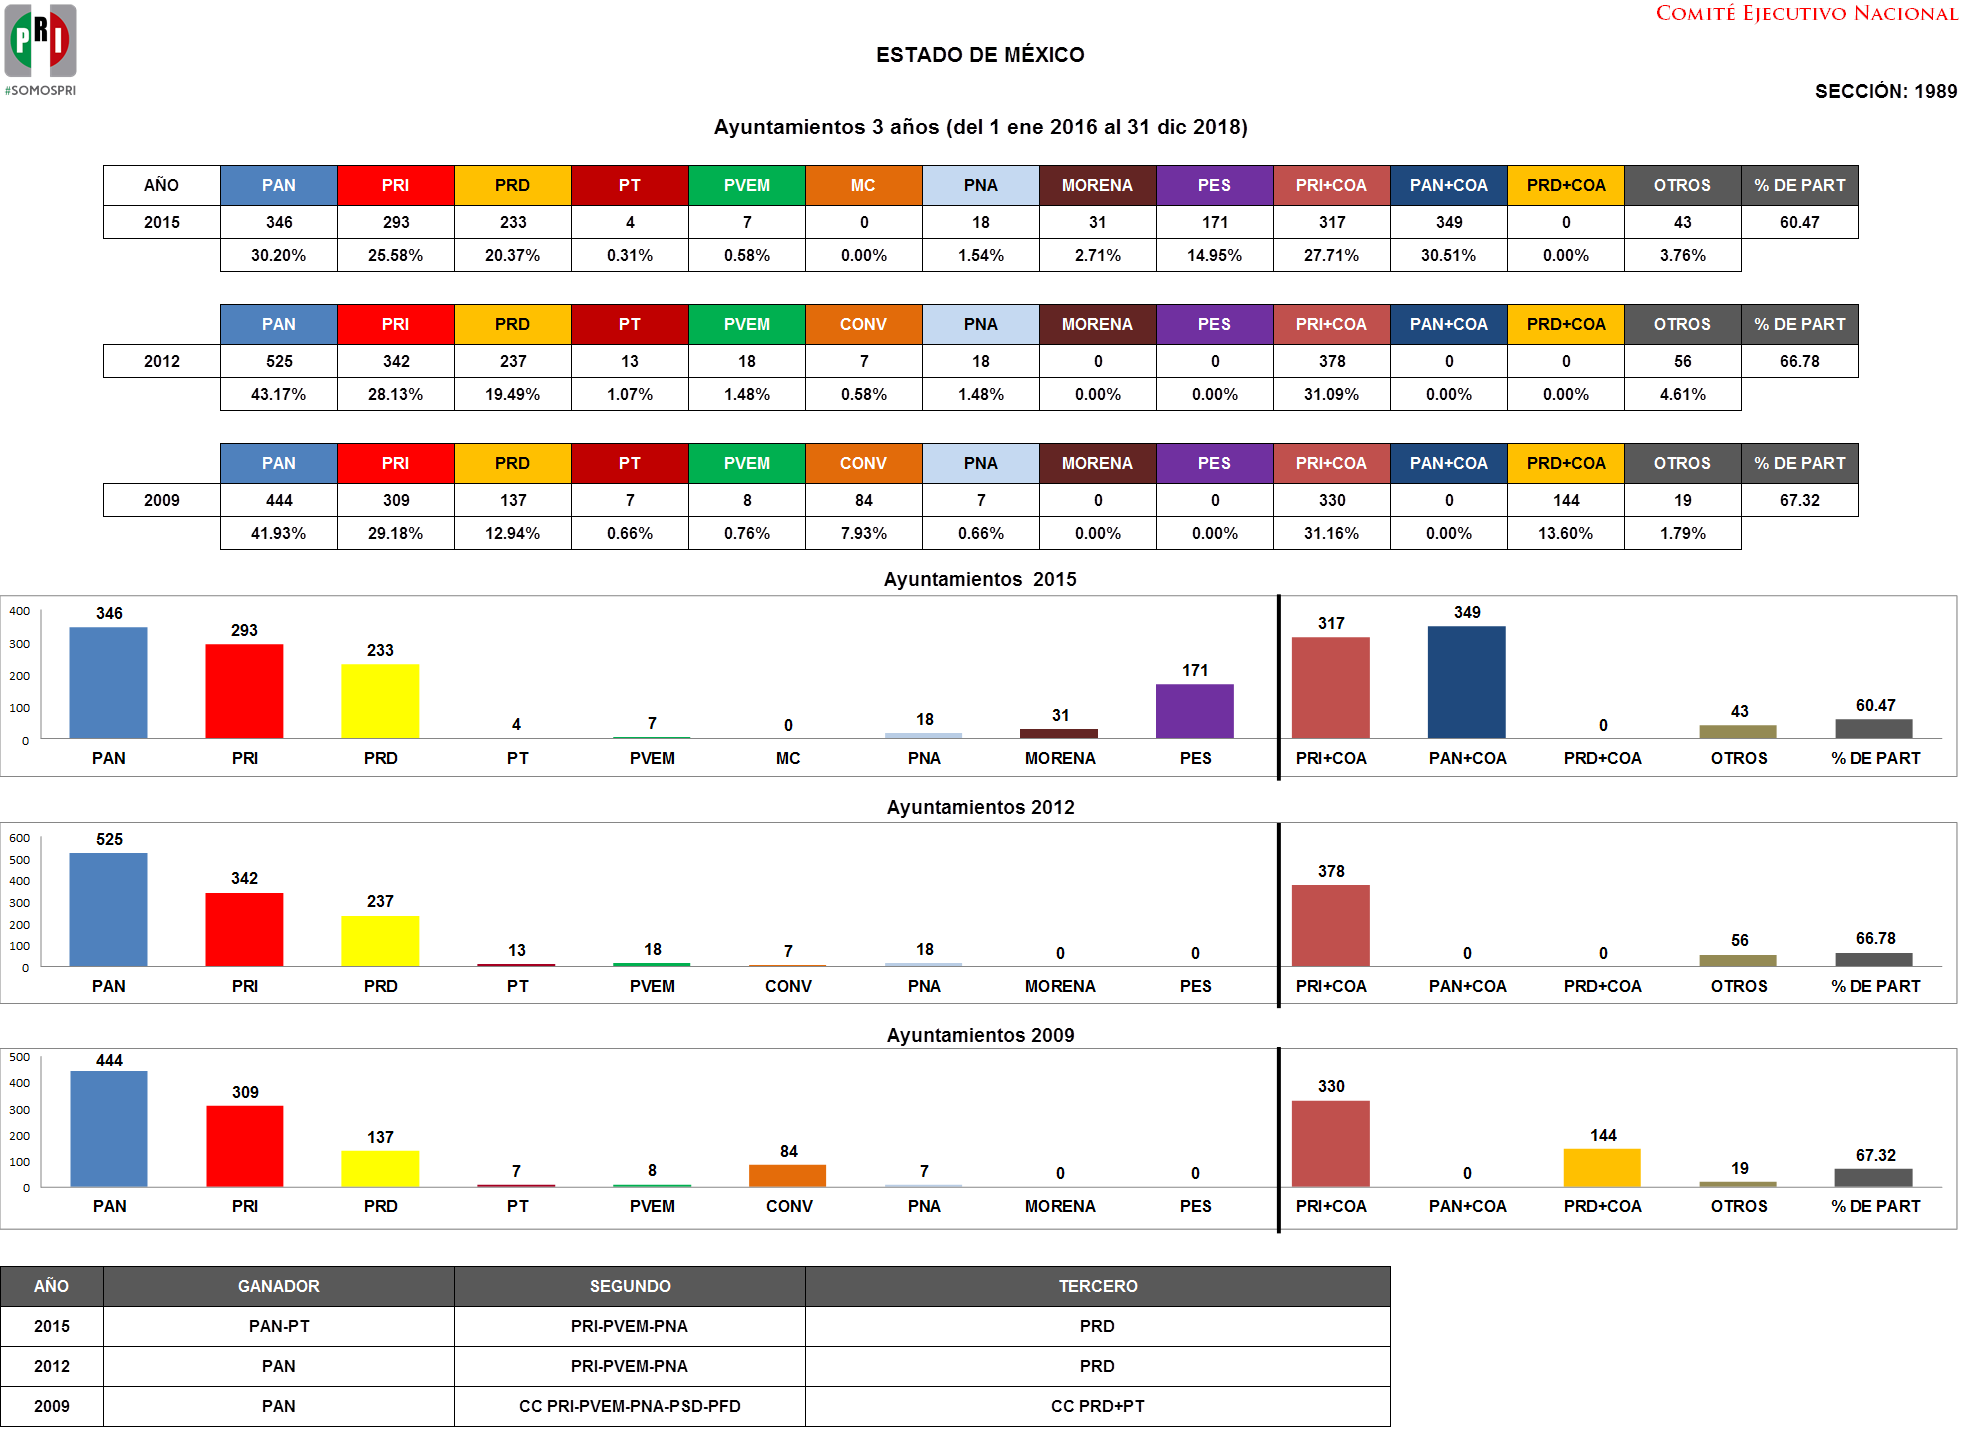 PRI
#SOMOSPRI
COMITÉ EJECUTIVO NACIONAL
ESTADO DE MÉXICO
SECCIÓN: 1989
Ayuntamientos 3 años (del 1 ene 2016 al 31 dic 2018)
AÑO PAN PRI PRD PT PVEM MC PNA MORENA PES PRI+COA PAN+COA PRD+COA OTROS % DE PART
2015 346 293 233 4 7 0 18 31 171 317 349 0 43 60.47
30.20% 25.58% 20.37% 0.31% 0.58% 0.00% 1.54% 2.71% 14.95% 27.71% 30.51% 0.00% 3.76%
PAN PRI PRD PT PVEM CONV PNA MORENA PES PRI+COA PAN+COA PRD+COA OTROS % DE PART
2012 525 342 237 13 18 7 18 0 0 378 0 0 56 66.78
43.17% 28.13% 19.49% 1.07% 1.48% 0.58% 1.48% 0.00% 0.00% 31.09% 0.00% 0.00% 4.61%
PAN PRI PRD PT PVEM CONV PNA MORENA PES PRI+COA PAN+COA PRD+COA OTROS % DE PART
2009 444 309 137 7 8 84 7 0 0 330 0 144 19 67.32
41.93% 29.18% 12.94% 0.66% 0.76% 7.93% 0.66% 0.00% 0.00% 31.16% 0.00% 13.60% 1.79%
Ayuntamientos 2015
400
300
200
100
0
346 293 233 4 7 0 18 31 171 317 349 0 43 60.47
PAN PRI PRD PT PVEM MC PNA MORENA PES PRI+COA PAN+COA PRD+COA OTROS % DE PART
Ayuntamientos 2012
600
500
400
300
200
100
0
525 342 237 13 18 7 18 0 0 378 0 0 56 66.78
PAN PRI PRD PT PVEM CONV PNA MORENA PES PRI+COA PAN+COA PRD+COA OTROS % DE PART
Ayuntamientos 2009
500
400
300
200
100
0
444 309 137 7 8 84 7 0 0 330 0 144 19 67.32
PAN PRI PRD PT PVEM CONV PNA MORENA PES PRI+COA PAN+COA PRD+COA OTROS % DE PART
AÑO GANADOR SEGUNDO TERCERO
2015 PAN-PT PRI-PVEM-PNA PRD
2012 PAN PRI-PVEM-PNA PRD
2009 PAN CC PRI-PVEM-PNA-PSD-PFD CC PRD+PT